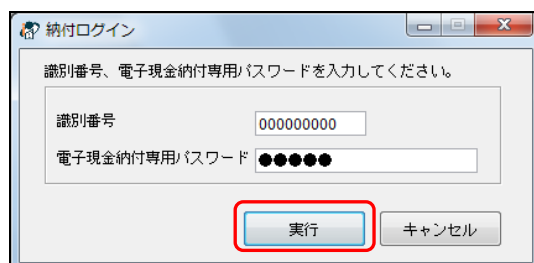 納付ログイン
識別番号、電子現金納付専用パスワードを入力してください。
識別番号 000000000
電子現金納付専用パスワード ●●●●●
実行 キャンセル